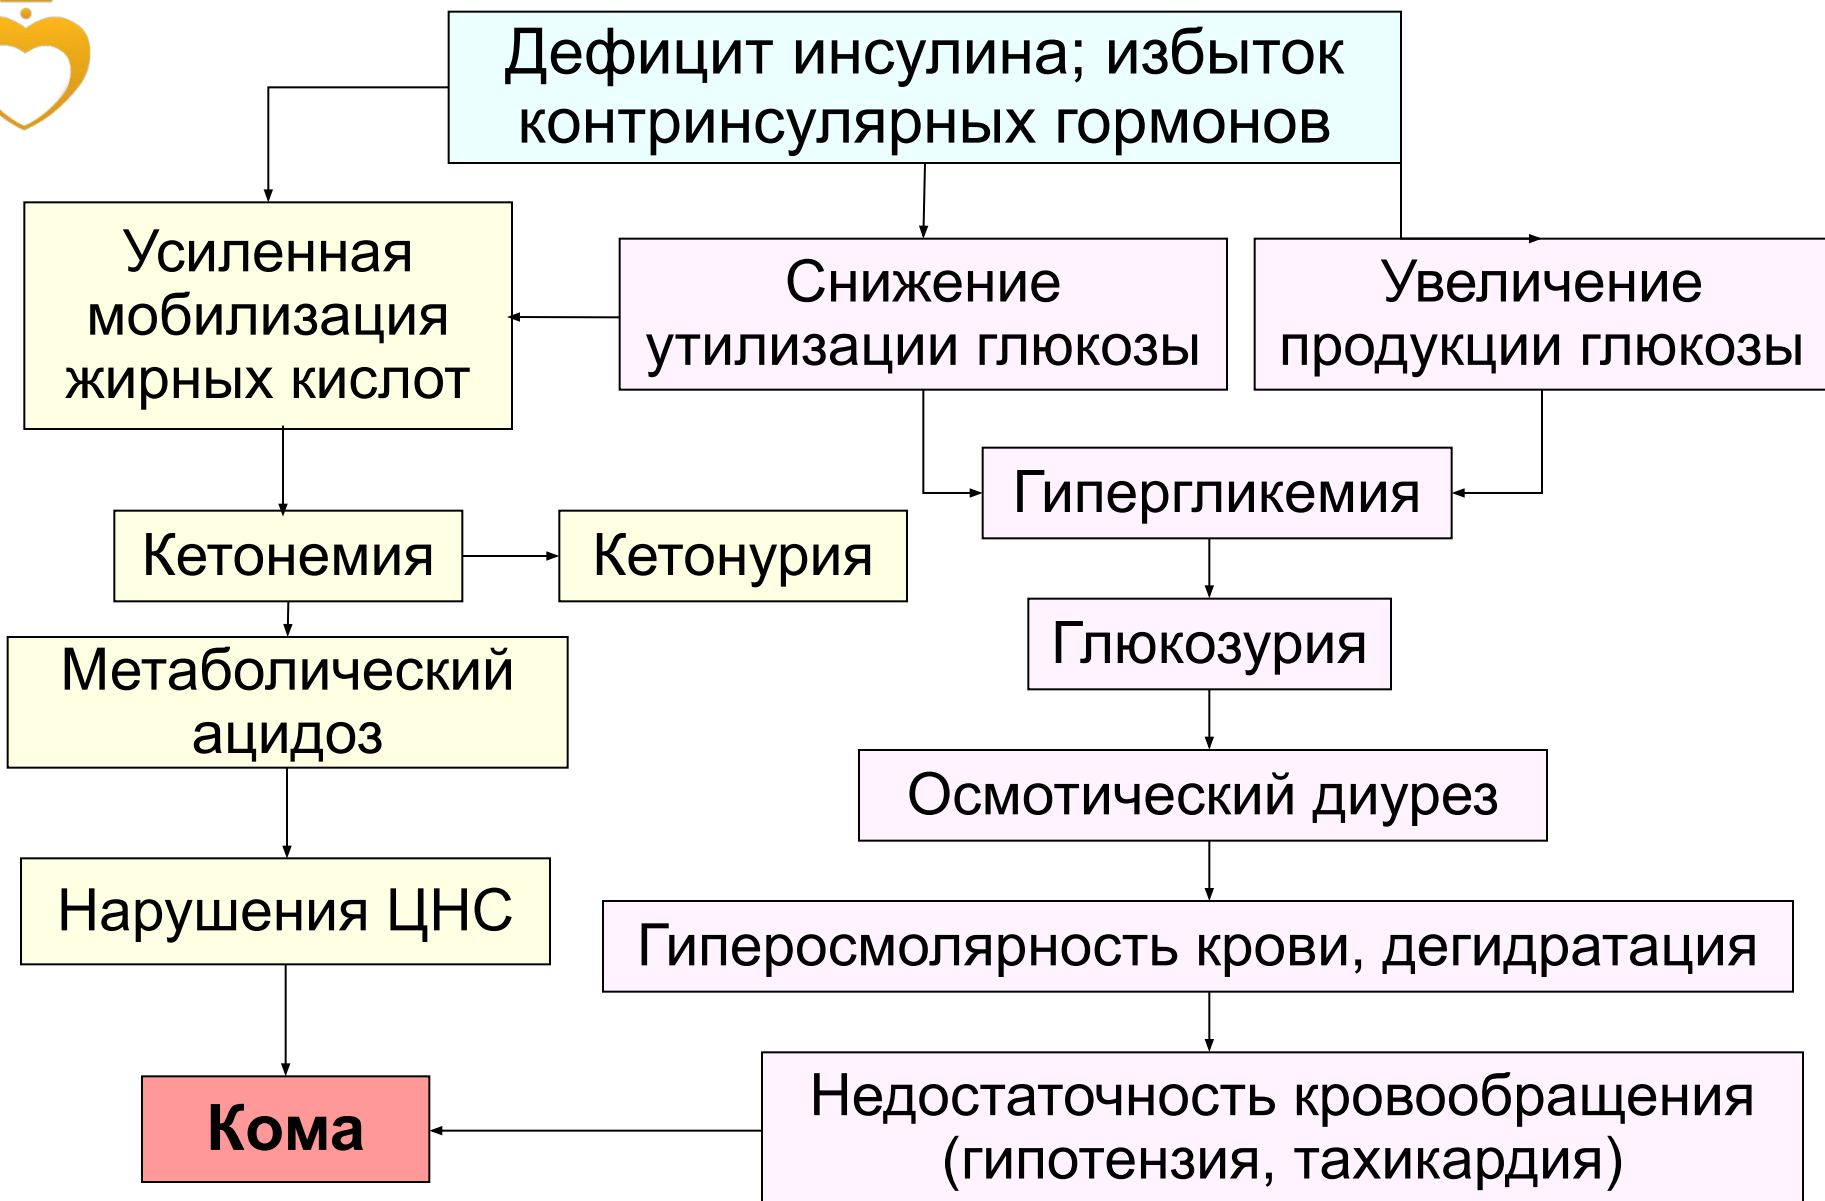 Дефицит инсулина; избыток
контринсулярных гормонов
Усиленная
мобилизация
жирных кислот
Снижение
утилизации глюкозы
Увеличение
продукции глюкозы
Гипергликемия
Кетонемия
Кетонурия
Глюкозурия
Метаболический
ацидоз
Осмотический диурез
Нарушения ЦНС
Гиперосмолярность крови, дегидратация
Кома
Недостаточность кровообращения
(гипотензия, тахикардия)